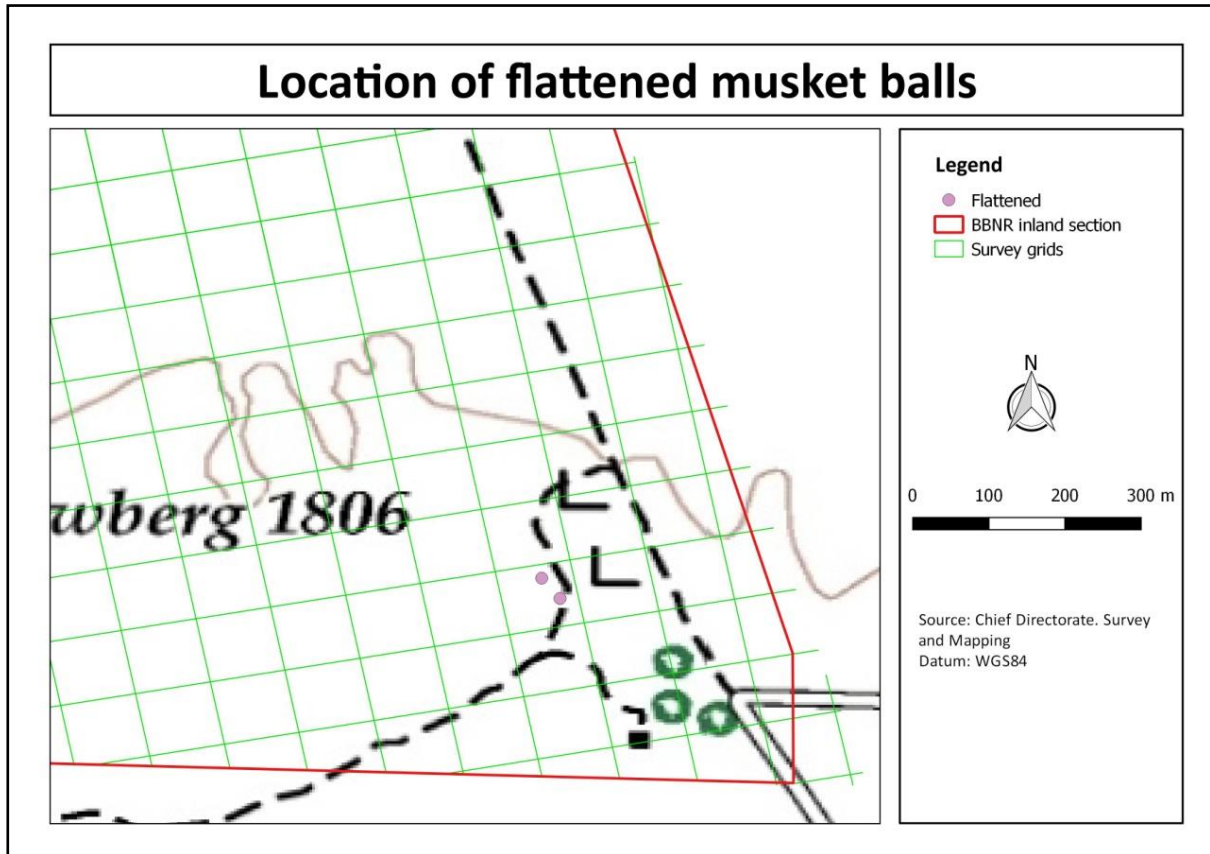 Location of flattened musket balls
wberg 1806
Legend
Flattened
BBNR inland section
Survey grids
N
0 100 200 300 m
Source: Chief Directorate. Survey
and Mapping
Datum: WGS84